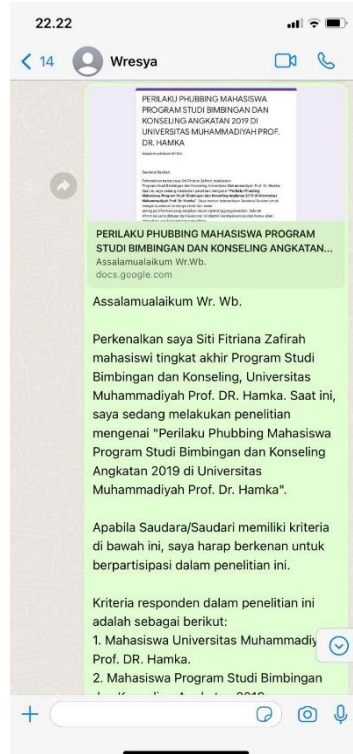 22.22
14 Wresya
PERILAKU PHUBBING MAHASISWA
PROGRAM STUDI BIMBINGAN DAN
KONSELING ANGKATAN 2019 DI
UNIVERSITAS MUHAMMADIYAH PROF.
DR. HAMKA
PERILAKU PHUBBING MAHASISWA PROGRAM
STUDI BIMBINGAN DAN KONSELING ANGKATAN...
Assalamualaikum Wr.Wb.
docs.google.com
Assalamualaikum Wr. Wb.
Perkenalkan saya Siti Fitriana Zafirah
mahasiswi tingkat akhir Program Studi
Bimbingan dan Konseling, Universitas
Muhammadiyah Prof. DR. Hamka. Saat ini,
saya sedang melakukan penelitian
mengenai "Perilaku Phubbing Mahasiswa
Program Studi Bimbingan dan Konseling
Angkatan 2019 di Universitas
Muhammadiyah Prof. Dr. Hamka".
Apabila Saudara/Saudari memiliki kriteria
di bawah ini, saya harap berkenan untuk
berpartisipasi dalam penelitian ini.
Kriteria responden dalam penelitian ini
adalah sebagai berikut:
1. Mahasiswa Universitas Muhammadiy
Prof. DR. Hamka.
2. Mahasiswa Program Studi Bimbingan